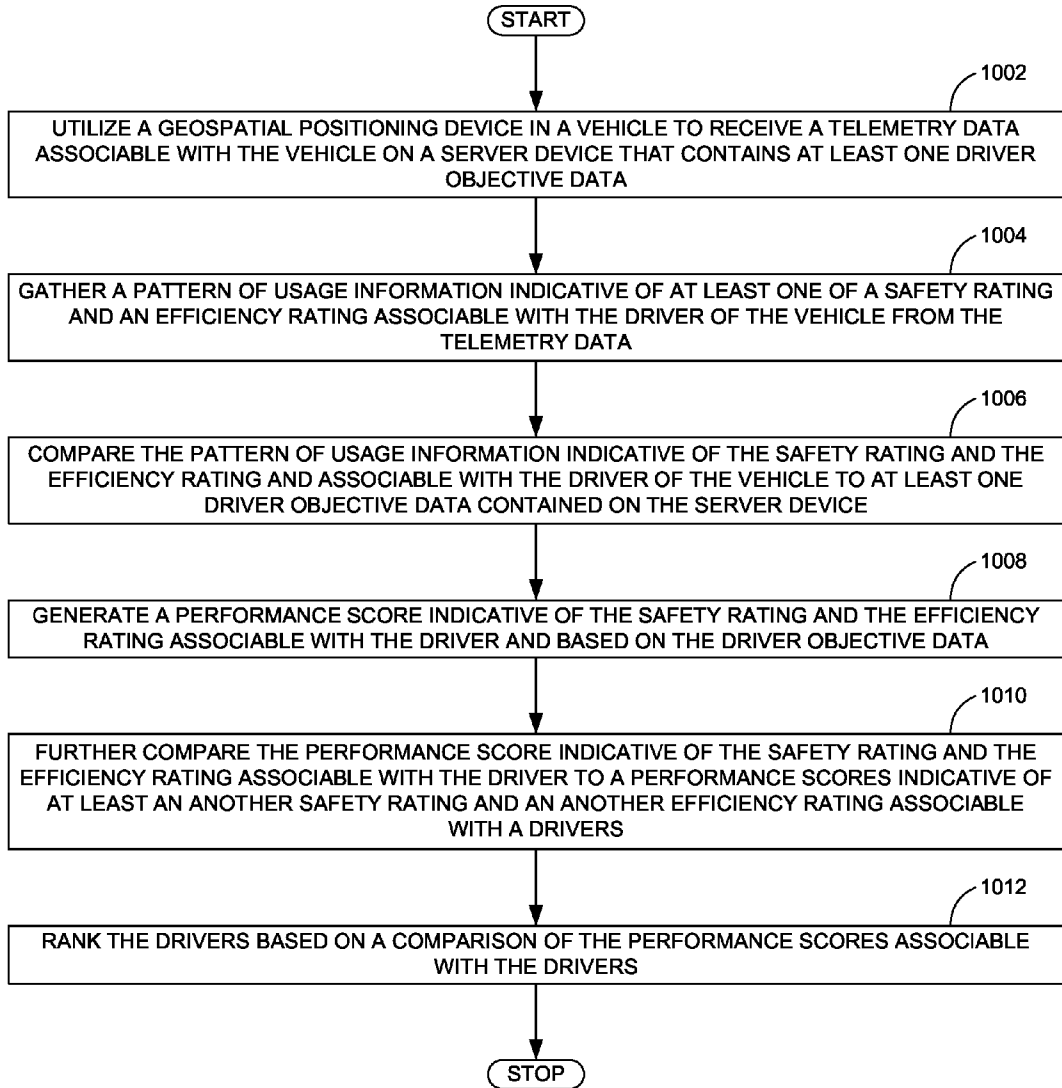 START
1002
UTILIZE A GEOSPATIAL POSITIONING DEVICE IN A VEHICLE TO RECEIVE A TELEMETRY DATA
ASSOCIABLE WITH THE VEHICLE ON A SERVER DEVICE THAT CONTAINS AT LEAST ONE DRIVER
OBJECTIVE DATA
1004
GATHER A PATTERN OF USAGE INFORMATION INDICATIVE OF AT LEAST ONE OF A SAFETY RATING
AND AN EFFICIENCY RATING ASSOCIABLE WITH THE DRIVER OF THE VEHICLE FROM THE
TELEMETRY DATA
1006
COMPARE THE PATTERN OF USAGE INFORMATION INDICATIVE OF THE SAFETY RATING AND THE
EFFICIENCY RATING AND ASSOCIABLE WITH THE DRIVER OF THE VEHICLE TO AT LEAST ONE
DRIVER OBJECTIVE DATA CONTAINED ON THE SERVER DEVICE
1008
GENERATE A PERFORMANCE SCORE INDICATIVE OF THE SAFETY RATING AND THE EFFICIENCY
RATING ASSOCIABLE WITH THE DRIVER AND BASED ON THE DRIVER OBJECTIVE DATA
1010
FURTHER COMPARE THE PERFORMANCE SCORE INDICATIVE OF THE SAFETY RATING AND THE
EFFICIENCY RATING ASSOCIABLE WITH THE DRIVER TO A PERFORMANCE SCORES INDICATIVE OF
AT LEAST AN ANOTHER SAFETY RATING AND AN ANOTHER EFFICIENCY RATING ASSOCIABLE
WITH A DRIVERS
1012
RANK THE DRIVERS BASED ON A COMPARISON OF THE PERFORMANCE SCORES ASSOCIABLE
WITH THE DRIVERS
STOP